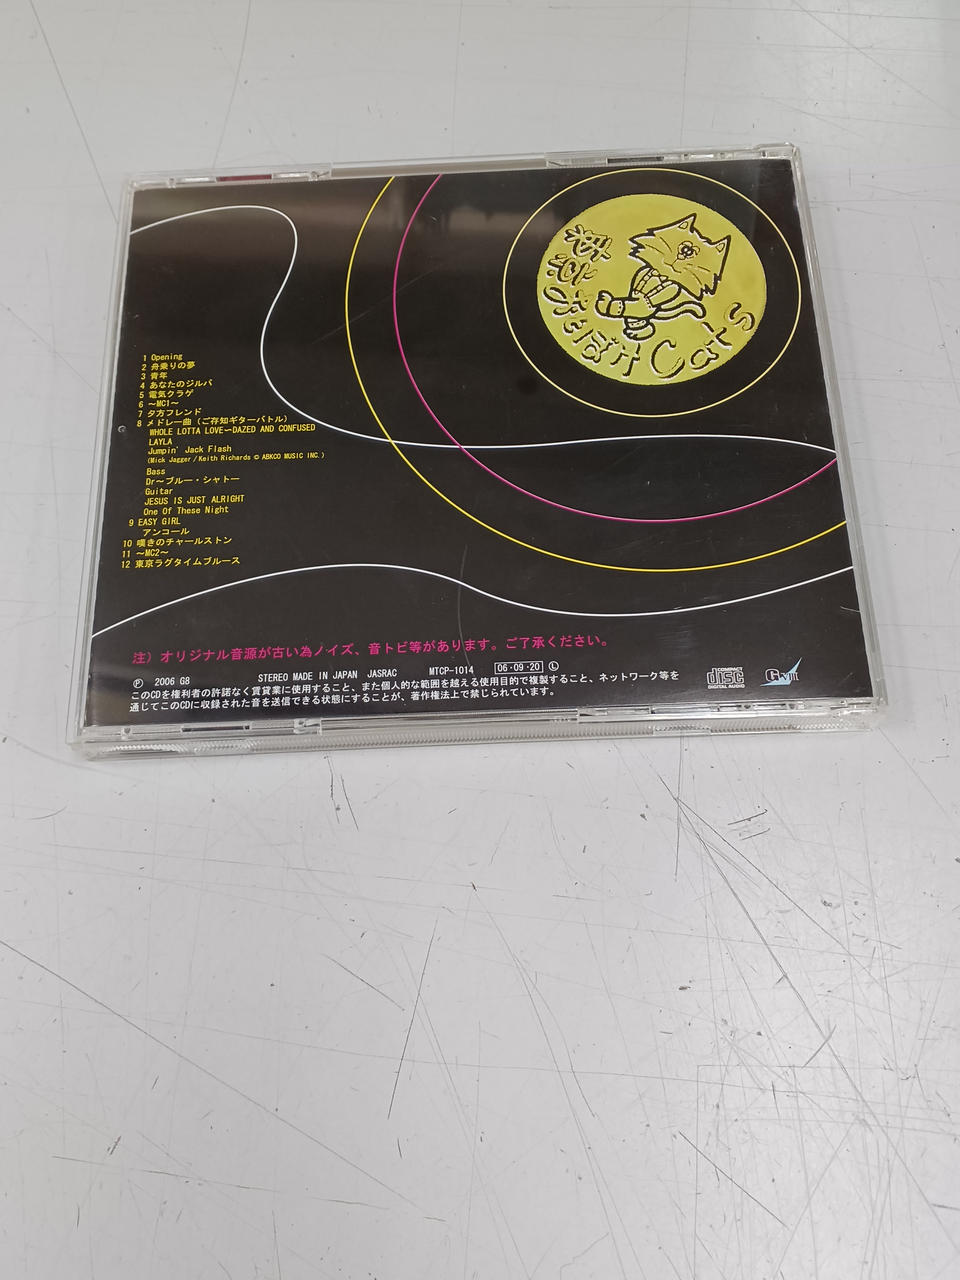 Cats
1 Opening
2 舟乗りの夢
3 青年
4 あなたのジルバ
5 電気クラゲ
6 ～MC1～
7 夕方フレンド
8 メドレー曲（ご存知ギターバトル）
WHOLE LOTTA LOVE～DAZED AND CONFUSED
LAYLA
Jumpin' Jack Flash
(Mick Jagger/Keith Richards © ABKCO MUSIC INC.)
Bass
Dr～ブルー・シャトー
Guitar
JESUS IS JUST ALRIGHT
One Of These Night
9 EASY GIRL
アンコール
10 嘆きのチャールストン
11 ～MC2～
12 東京ラグタイムブルース
注）オリジナル音源が古い為ノイズ、音トビ等があります。ご了承ください。
Ⓟ 2006 G8 STEREO MADE IN JAPAN JASRAC MTCP-1014 06・09・20 Ⓛ
このCDを権利者の許諾なく賃貸業に使用すること、また個人的な範囲を越える使用目的で複製すること、ネットワーク等を
通じてこのCDに収録された音を送信できる状態にすることが、著作権法上で禁じられています。
COMPACT
disc
DIGITAL AUDIO